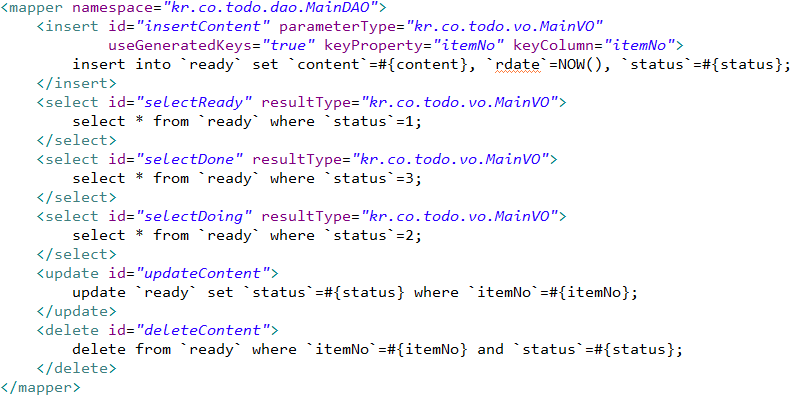 <mapper namespace="kr.co.todo.dao.MainDAO">
    <insert id="insertContent" parameterType="kr.co.todo.vo.MainVO"
            useGeneratedKeys="true" keyProperty="itemNo" keyColumn="itemNo">
        insert into `ready` set `content`=#{content}, `rdate`=NOW(), `status`=#{status};
    </insert>
    <select id="selectReady" resultType="kr.co.todo.vo.MainVO">
        select * from `ready` where `status`=1;
    </select>
    <select id="selectDone" resultType="kr.co.todo.vo.MainVO">
        select * from `ready` where `status`=3;
    </select>
    <select id="selectDoing" resultType="kr.co.todo.vo.MainVO">
        select * from `ready` where `status`=2;
    </select>
    <update id="updateContent">
        update `ready` set `status`=#{status} where `itemNo`=#{itemNo};
    </update>
    <delete id="deleteContent">
        delete from `ready` where `itemNo`=#{itemNo} and `status`=#{status};
    </delete>
</mapper>